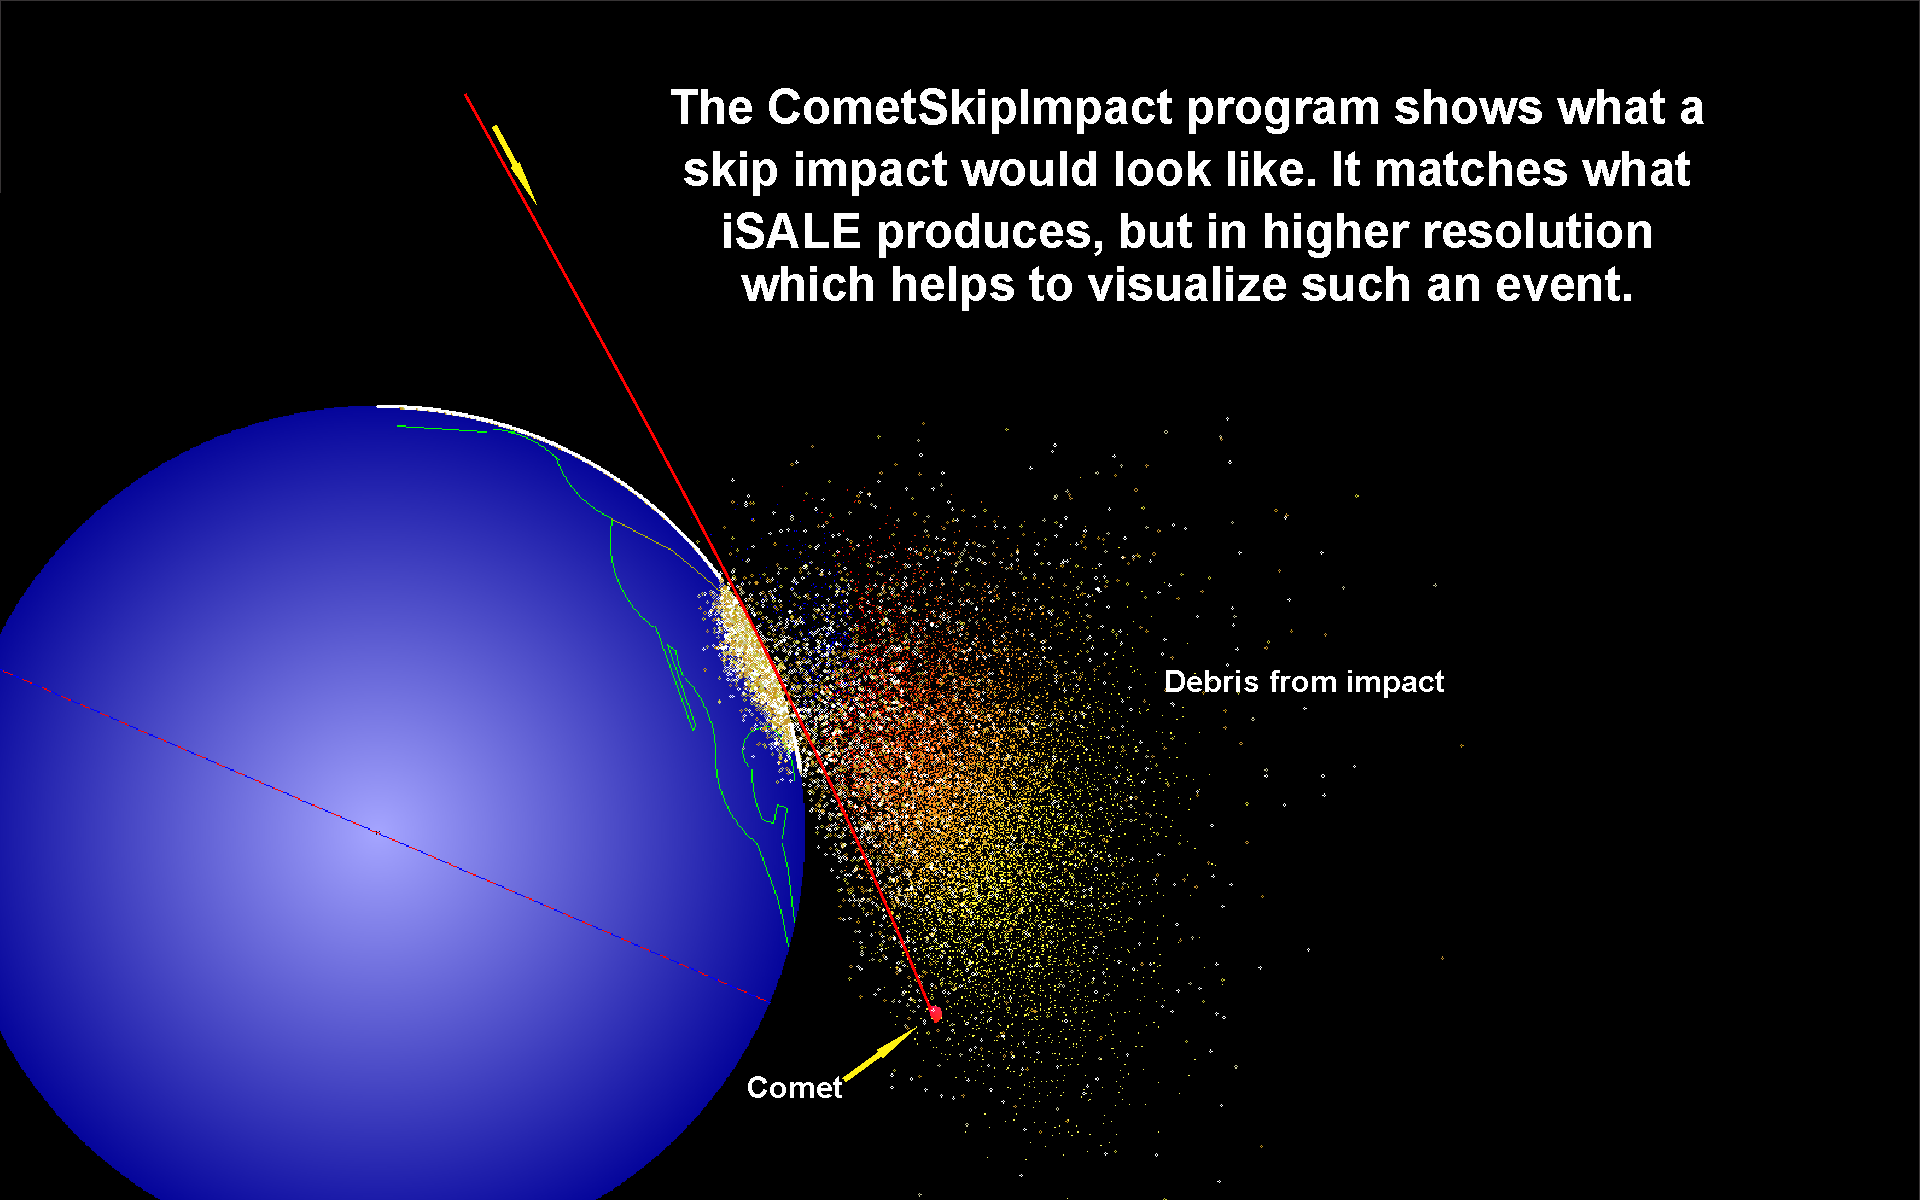 The CometSkipImpact program shows what a
skip impact would look like. It matches what
iSALE produces, but in higher resolution
which helps to visualize such an event.
Debris from impact
Comet